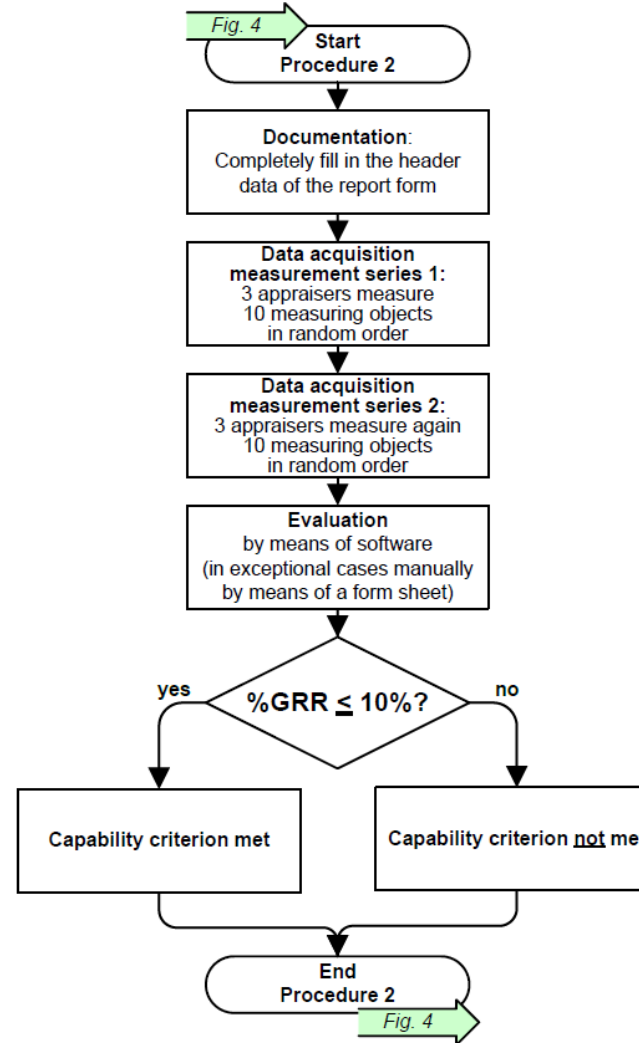 Fig. 4
Start
Procedure 2
Documentation:
Completely fill in the header
data of the report form
Data acquisition
measurement series 1:
3 appraisers measure
10 measuring objects
in random order
Data acquisition
measurement series 2:
3 appraisers measure again
10 measuring objects
in random order
Evaluation
by means of software
(in exceptional cases manually
by means of a form sheet)
%GRR ≤ 10%?
yes
no
Capability criterion met
Capability criterion not me
End
Procedure 2
Fig. 4